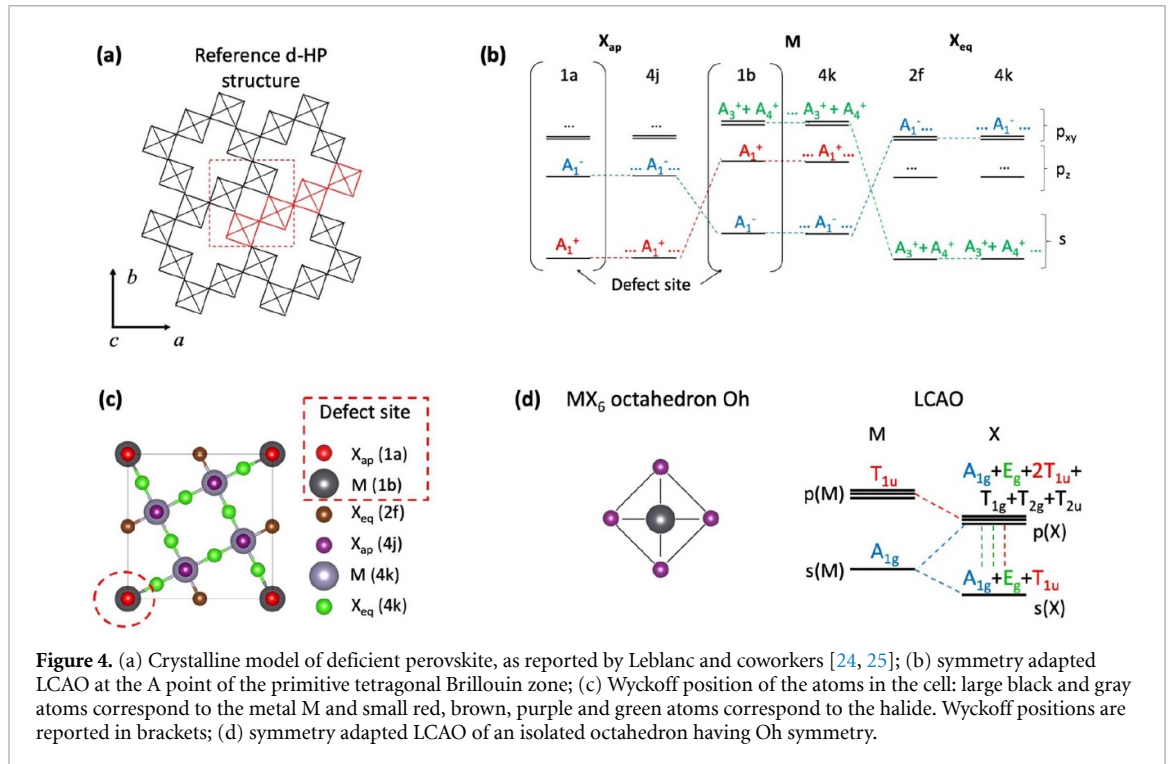 (a)
Reference d-HP
structure
b
c
a
(b)
X_ap M X_eq
1a 4j 1b 4k 2f 4k
A₃⁺ + A₄⁺ ... A₃⁺ + A₄⁺
... ... A₁⁻... ... A₁⁻... p_xy
A₁⁺ ... A₁⁺...
A₁⁻ ... A₁⁻... ... ... p_z
A₁⁻ ... A₁⁻...
s
A₁⁺ ... A₁⁺... A₃⁺ + A₄⁺ A₃⁺ + A₄⁺ ...
Defect site
(c)
Defect site
X_ap (1a)
M (1b)
X_eq (2f)
X_ap (4j)
M (4k)
X_eq (4k)
(d)
MX₆ octahedron Oh
LCAO
M X
T₁ᵤ A₁g+Eg+2T₁ᵤ+
p(M) T₁g+T₂g+T₂ᵤ
p(X)
A₁g
s(M) A₁g+Eg+T₁ᵤ
s(X)
Figure 4. (a) Crystalline model of deficient perovskite, as reported by Leblanc and coworkers [24, 25]; (b) symmetry adapted
LCAO at the A point of the primitive tetragonal Brillouin zone; (c) Wyckoff position of the atoms in the cell: large black and gray
atoms correspond to the metal M and small red, brown, purple and green atoms correspond to the halide. Wyckoff positions are
reported in brackets; (d) symmetry adapted LCAO of an isolated octahedron having Oh symmetry.